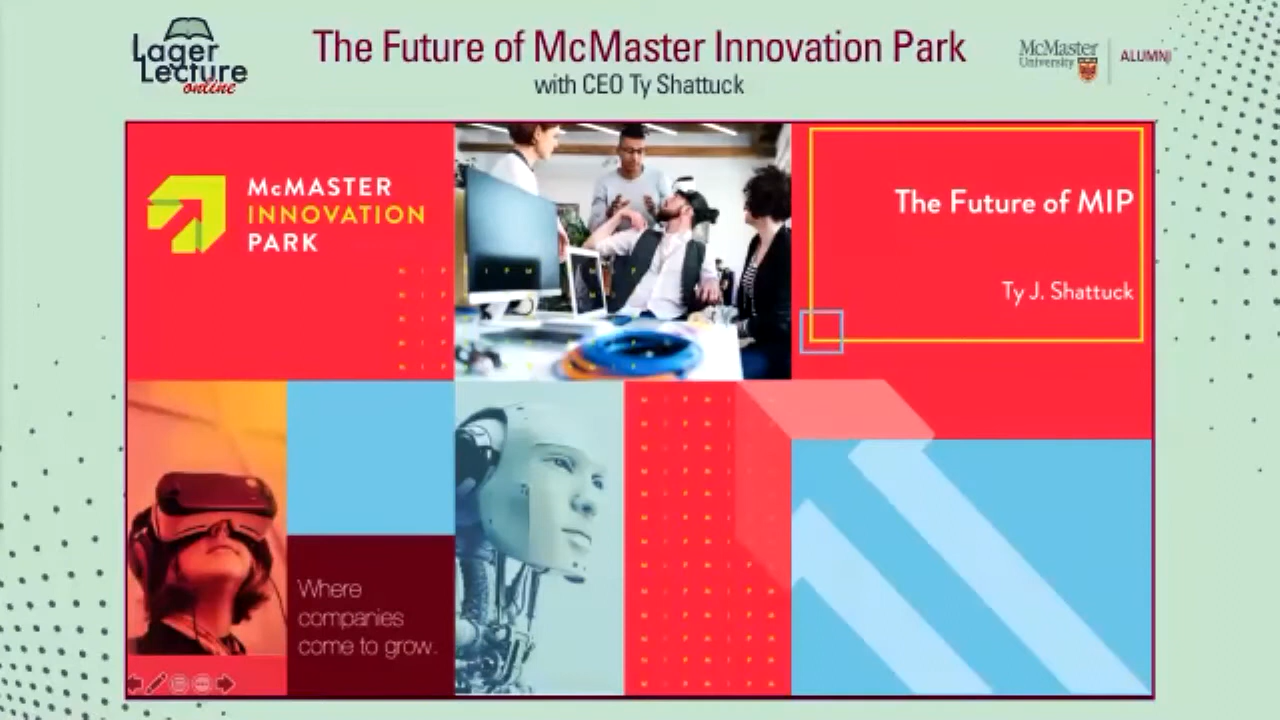 Lager
Lecture
online
The Future of McMaster Innovation Park
with CEO Ty Shattuck
McMaster
University
ALUMNI
McMASTER
INNOVATION
PARK
The Future of MIP
Ty J. Shattuck
Where
companies
come to grow.